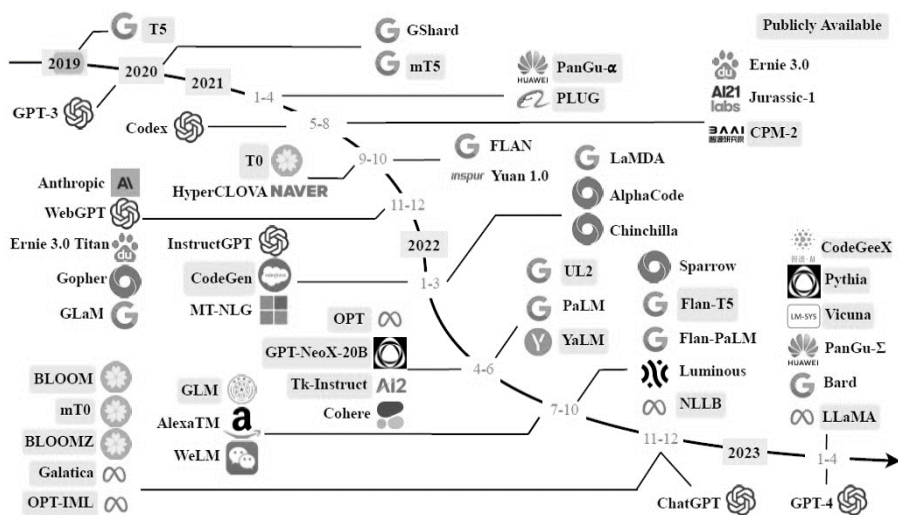 T5
GShard
Publicly Available
2019
2020
2021
mT5
HUAWEI
PanGu-α
du
Ernie 3.0
GPT-3
1-4
PLUG
AI21 labs
Jurassic-1
Codex
5-8
BAAI
CPM-2
T0
9-10
FLAN
LaMDA
HyperCLOVA NAVER
inspur Yuan 1.0
Anthropic A\
AlphaCode
WebGPT
11-12
Chinchilla
Ernie 3.0 Titan
du
InstructGPT
2022
CodeGeeX
Gopher
CodeGen
1-3
UL2
Sparrow
Pythia
GLaM
MT-NLG
PaLM
Flan-T5
LM-SYS
Vicuna
OPT
YaLM
Flan-PaLM
HUAWEI
PanGu-Σ
GPT-NeoX-20B
4-6
Luminous
Bard
BLOOM
GLM
Tk-Instruct Ai2
NLLB
LLaMA
mT0
AlexaTM a
Cohere
7-10
BLOOMZ
WeLM
11-12
2023
1-4
Galatica
OPT-IML
ChatGPT
GPT-4